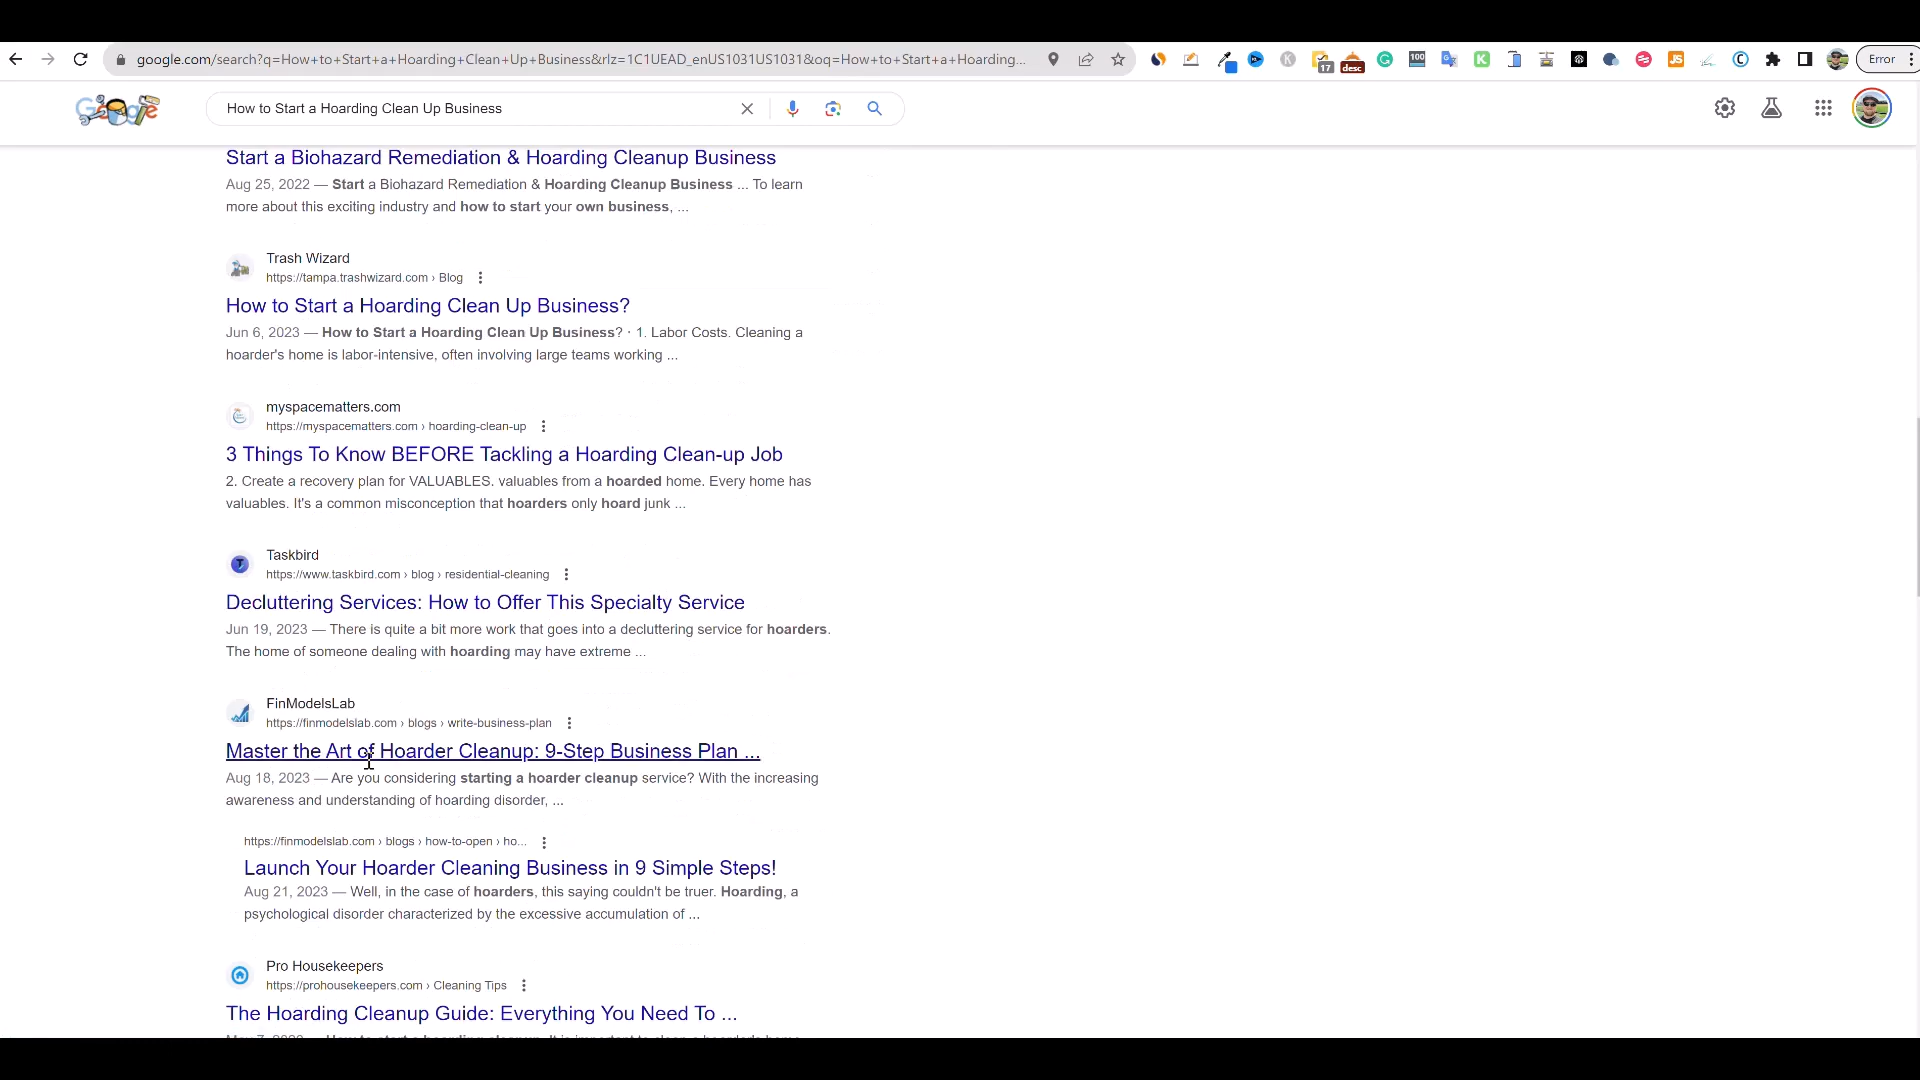 google.com/search?q=How+to+Start+a+Hoarding+Clean+Up+Business&rlz=1C1UEAD_enUS1031US1031&oq=How+to+Start+a+Hoarding...
17
desc
100
JS
Error
Google
How to Start a Hoarding Clean Up Business
Start a Biohazard Remediation & Hoarding Cleanup Business
Aug 25, 2022 — Start a Biohazard Remediation & Hoarding Cleanup Business ... To learn
more about this exciting industry and how to start your own business, ...
Trash Wizard
https://tampa.trashwizard.com › Blog
How to Start a Hoarding Clean Up Business?
Jun 6, 2023 — How to Start a Hoarding Clean Up Business? · 1. Labor Costs. Cleaning a
hoarder's home is labor-intensive, often involving large teams working ...
myspacematters.com
https://myspacematters.com › hoarding-clean-up
3 Things To Know BEFORE Tackling a Hoarding Clean-up Job
2. Create a recovery plan for VALUABLES. valuables from a hoarded home. Every home has
valuables. It's a common misconception that hoarders only hoard junk ...
Taskbird
https://www.taskbird.com › blog › residential-cleaning
Decluttering Services: How to Offer This Specialty Service
Jun 19, 2023 — There is quite a bit more work that goes into a decluttering service for hoarders.
The home of someone dealing with hoarding may have extreme ...
FinModelsLab
https://finmodelslab.com › blogs › write-business-plan
Master the Art of Hoarder Cleanup: 9-Step Business Plan ...
Aug 18, 2023 — Are you considering starting a hoarder cleanup service? With the increasing
awareness and understanding of hoarding disorder, ...
https://finmodelslab.com › blogs › how-to-open › ho...
Launch Your Hoarder Cleaning Business in 9 Simple Steps!
Aug 21, 2023 — Well, in the case of hoarders, this saying couldn't be truer. Hoarding, a
psychological disorder characterized by the excessive accumulation of ...
Pro Housekeepers
https://prohousekeepers.com › Cleaning Tips
The Hoarding Cleanup Guide: Everything You Need To ...